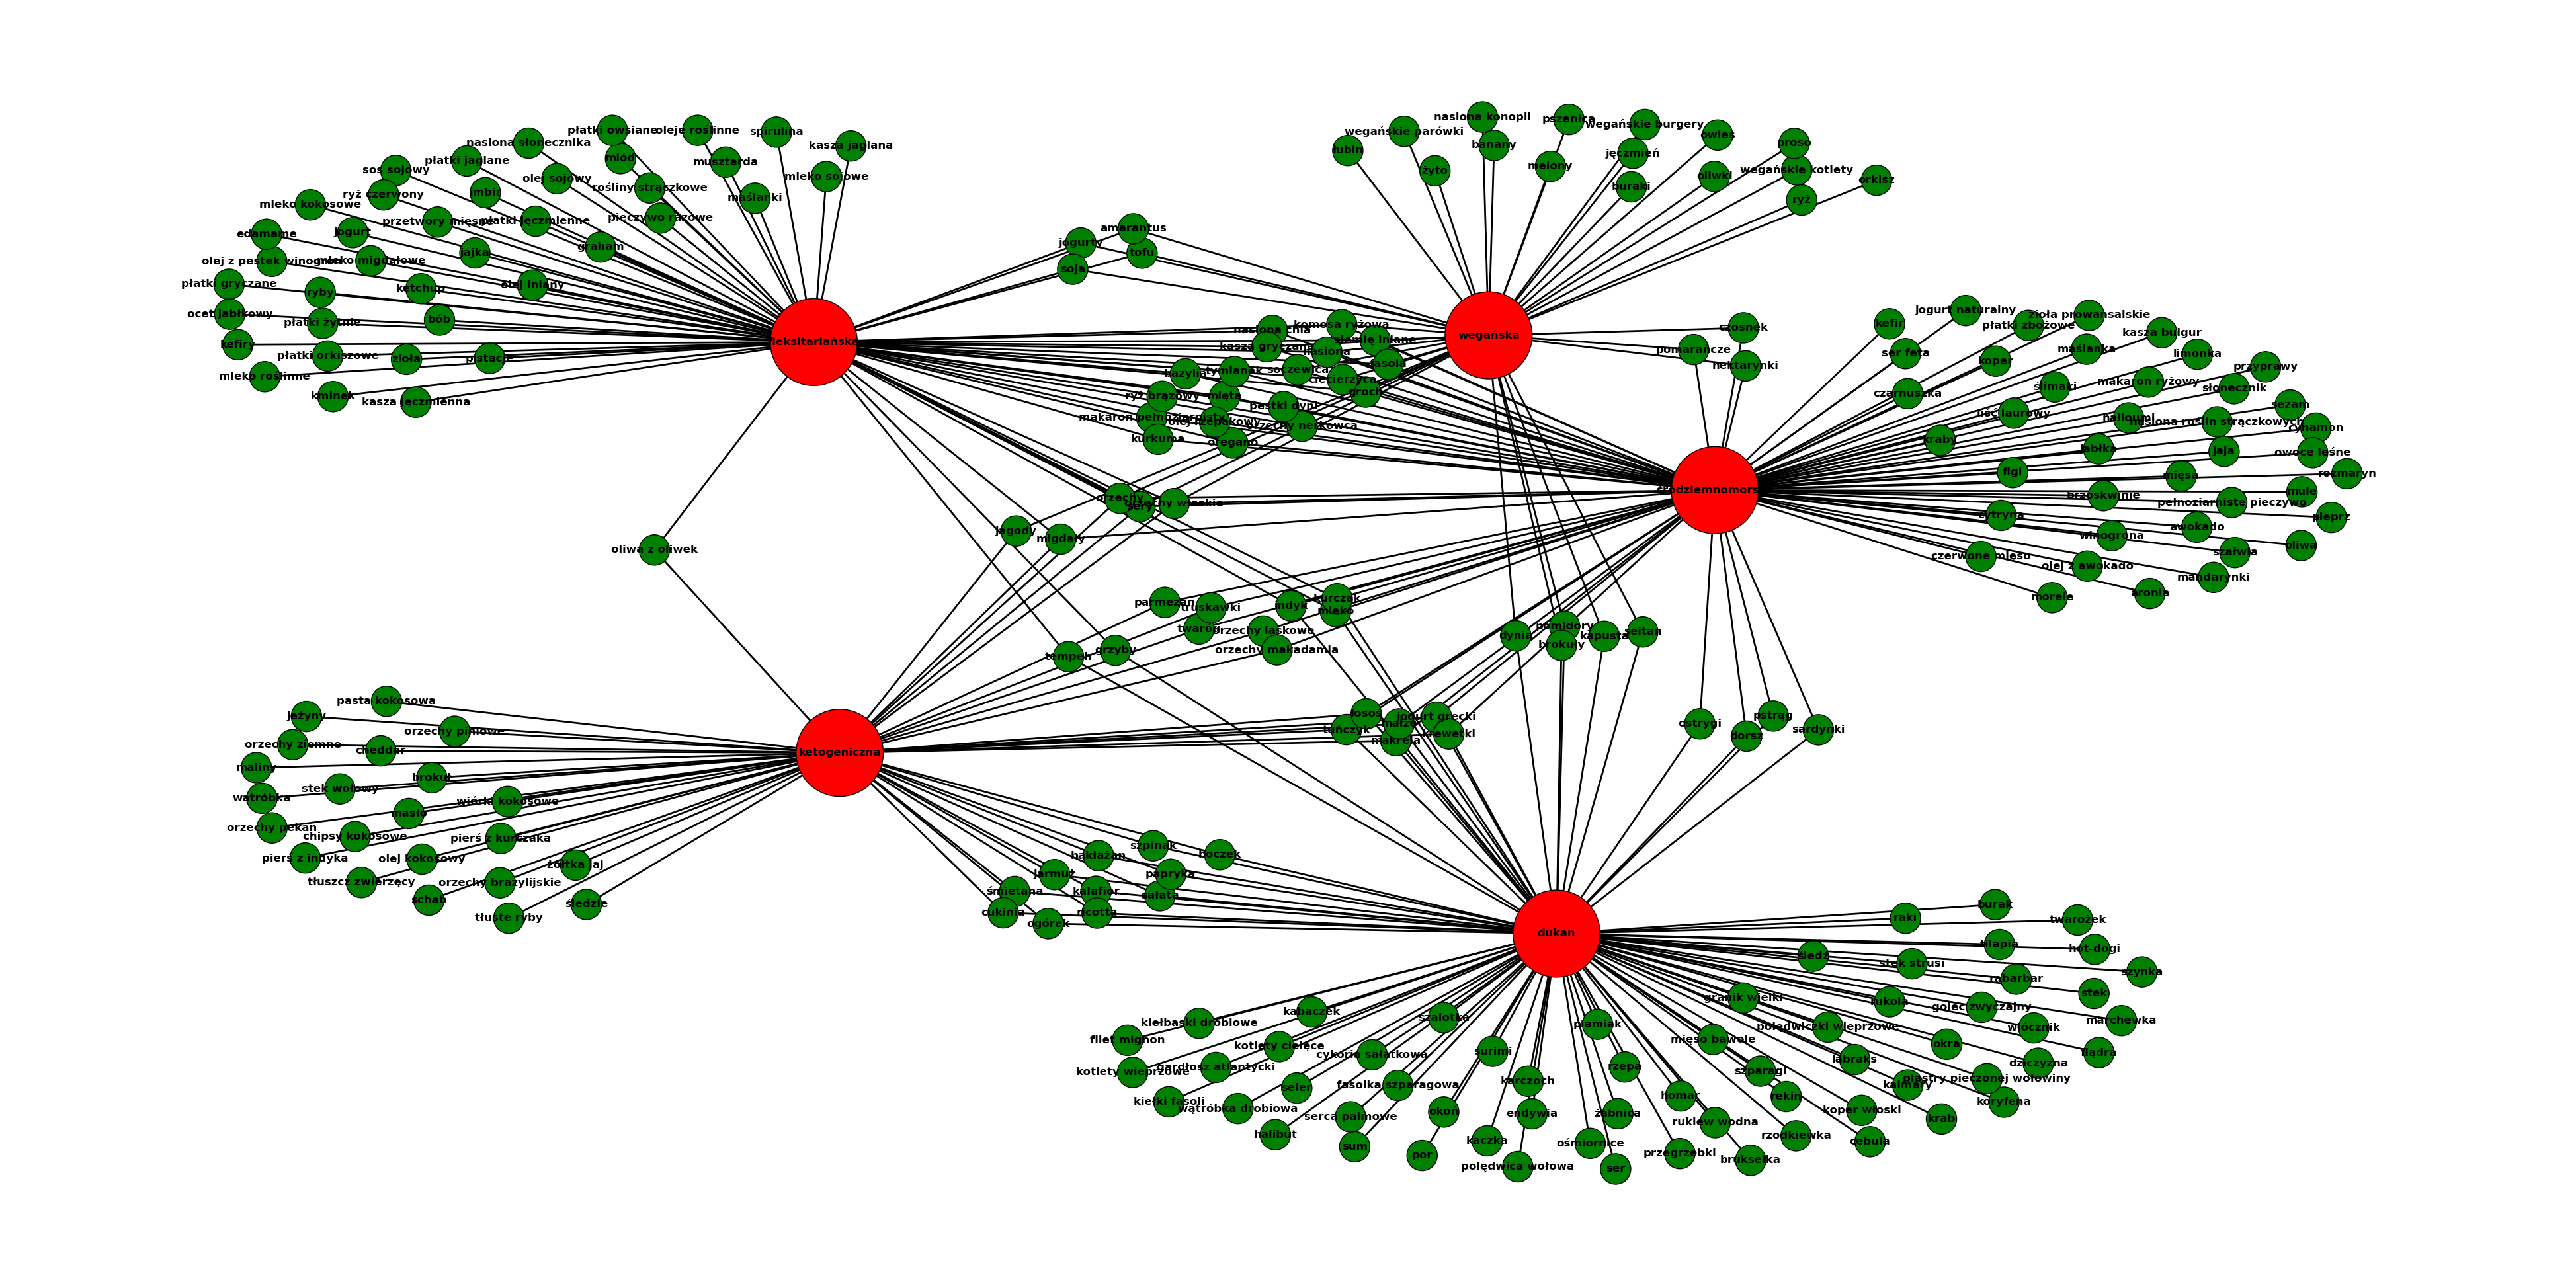 płatki owsiane
oleje roślinne
spirulina
kasza jaglana
nasiona słonecznika
miód
musztarda
mleko sojowe
płatki jaglane
sos sojowy
olej sojowy
rośliny strączkowe
maślanki
ryż czerwony
imbir
mleko kokosowe
przetwory mięsne
płatki jęczmienne
pieczywo razowe
edamame
jogurt
jajka
graham
olej z pestek winogron
mleko migdałowe
płatki gryczane
ryby
ketchup
olej lniany
ocet jabłkowy
płatki żytnie
bób
kefiry
płatki orkiszowe
zioła
pistacje
mleko roślinne
kminek
kasza jęczmienna
fleksitariańska
amarantus
jogurty
tofu
soja
nasiona konopii
pszenica
wegańskie burgery
wegańskie parówki
owies
łubin
banany
jęczmień
proso
żyto
melony
oliwki
wegańskie kotlety
buraki
ryż
orkisz
wegańska
czosnek
pomarańcze
nektarynki
nasiona chia
komosa ryżowa
siemię lniane
kasza gryczana
nasiona
fasola
bazylia
tymianek
soczewica
ciecierzyca
groch
ryż brązowy
mięta
pestki dyni
makaron pełnoziarnisty
olej rzepakowy
orzechy nerkowca
kurkuma
oregano
kefir
jogurt naturalny
zioła prowansalskie
płatki zbożowe
kasza bulgur
ser feta
koper
maślanka
limonka
przyprawy
czarnuszka
ślimaki
makaron ryżowy
słonecznik
liść laurowy
halloumi
nasiona roślin strączkowych
sezam
cynamon
kraby
jabłka
jaja
owoce leśne
figi
mięsa
rozmaryn
brzoskwinie
pełnoziarniste pieczywo
mule
cytryna
awokado
pieprz
winogrona
szałwia
oliwa
czerwone mięso
olej z awokado
mandarynki
morele
aronia
śródziemnomorska
orzechy
sery
orzechy włoskie
jagody
migdały
oliwa z oliwek
parmezan
truskawki
indyk
kurczak
mleko
twaróg
orzechy laskowe
orzechy makadamia
tempeh
grzyby
dynia
pomidory
brokuły
kapusta
seitan
łosoś
tuńczyk
małże
makrela
jogurt grecki
krewetki
ostrygi
dorsz
pstrąg
sardynki
ketogeniczna
pasta kokosowa
jeżyny
orzechy piniowe
orzechy ziemne
cheddar
maliny
brokuł
stek wołowy
wątróbka
wiórki kokosowe
masło
orzechy pekan
chipsy kokosowe
pierś z kurczaka
pierś z indyka
olej kokosowy
żółtka jaj
tłuszcz zwierzęcy
orzechy brazylijskie
schab
śledzie
tłuste ryby
szpinak
bakłażan
boczek
jarmuż
papryka
śmietana
kalafior
sałata
cukinia
ricotta
ogórek
dukan
burak
raki
twarożek
tilapia
hot-dogi
śledź
stek strusi
szynka
rabarbar
stek
granik wielki
rukola
golec zwyczajny
marchewka
polędwiczki wieprzowe
włócznik
mięso bawole
okra
flądra
labraks
dziczyzna
szparagi
kalmary
plastry pieczonej wołowiny
rekin
koryfena
koper włoski
krab
homar
rukiew wodna
rzodkiewka
cebula
przegrzebki
brukselka
plamiak
rzepa
żabnica
ośmiornice
ser
kabaczek
szalotka
kiełbaski drobiowe
filet mignon
kotlety cielęce
cykoria sałatkowa
surimi
kotlety wieprzowe
gardłosz atlantycki
seler
fasolka szparagowa
karczoch
kiełki fasoli
wątróbka drobiowa
serca palmowe
okoń
endywia
halibut
sum
por
kaczka
polędwica wołowa